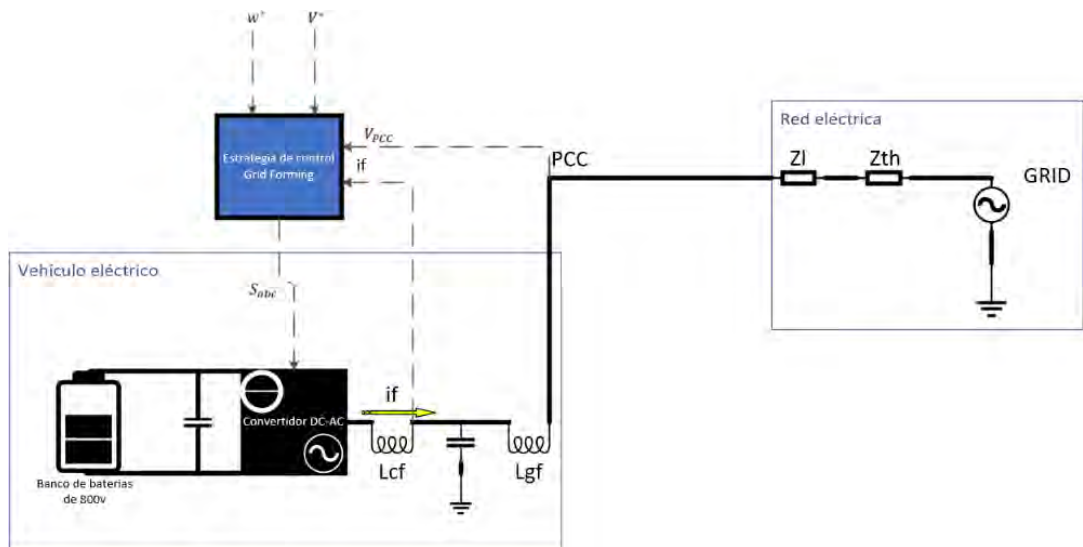 w*
V*
Estrategia de control
Grid Forming
V_PCC
if
PCC
Red eléctrica
Zl
Zth
GRID
Vehículo eléctrico
S_abc
if
Convertidor DC-AC
Lcf
Lgf
Banco de baterias
de 800v